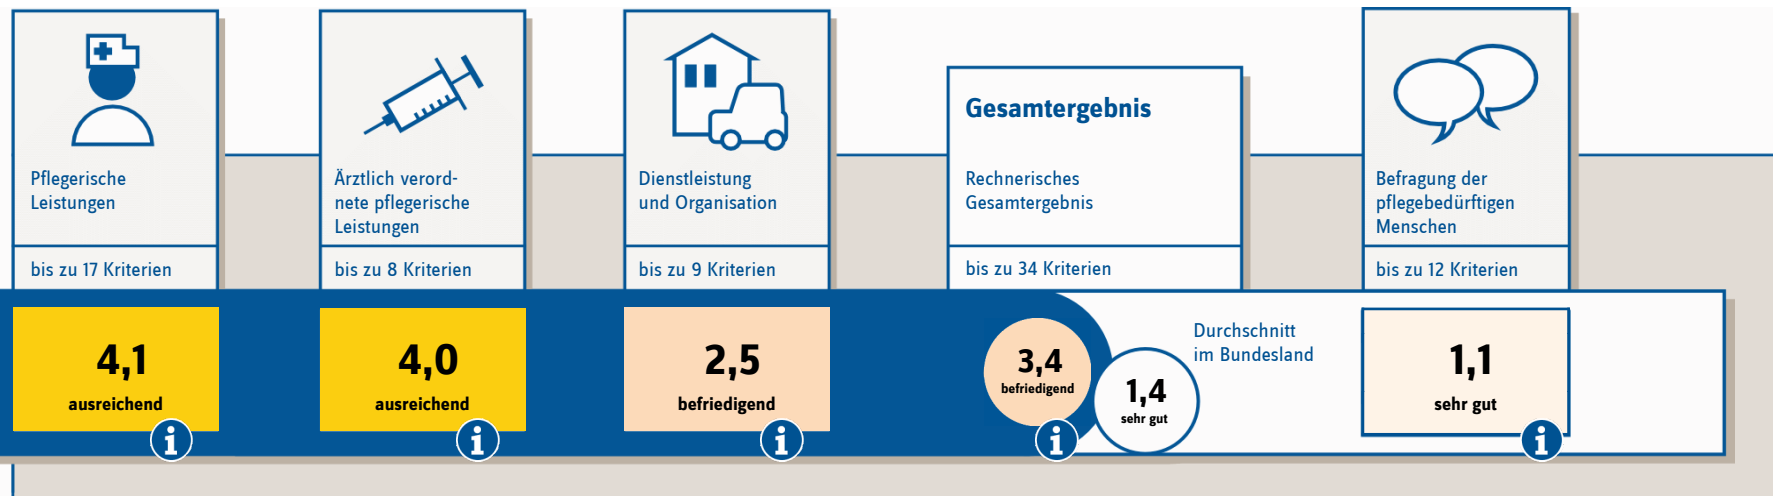 Pflegerische
Leistungen
bis zu 17 Kriterien
4,1
ausreichend
Ärztlich verord-
nete pflegerische
Leistungen
bis zu 8 Kriterien
4,0
ausreichend
Dienstleistung
und Organisation
bis zu 9 Kriterien
2,5
befriedigend
Gesamtergebnis
Rechnerisches
Gesamtergebnis
bis zu 34 Kriterien
3,4
befriedigend
Durchschnitt
im Bundesland
1,4
sehr gut
Befragung der
pflegebedürftigen
Menschen
bis zu 12 Kriterien
1,1
sehr gut